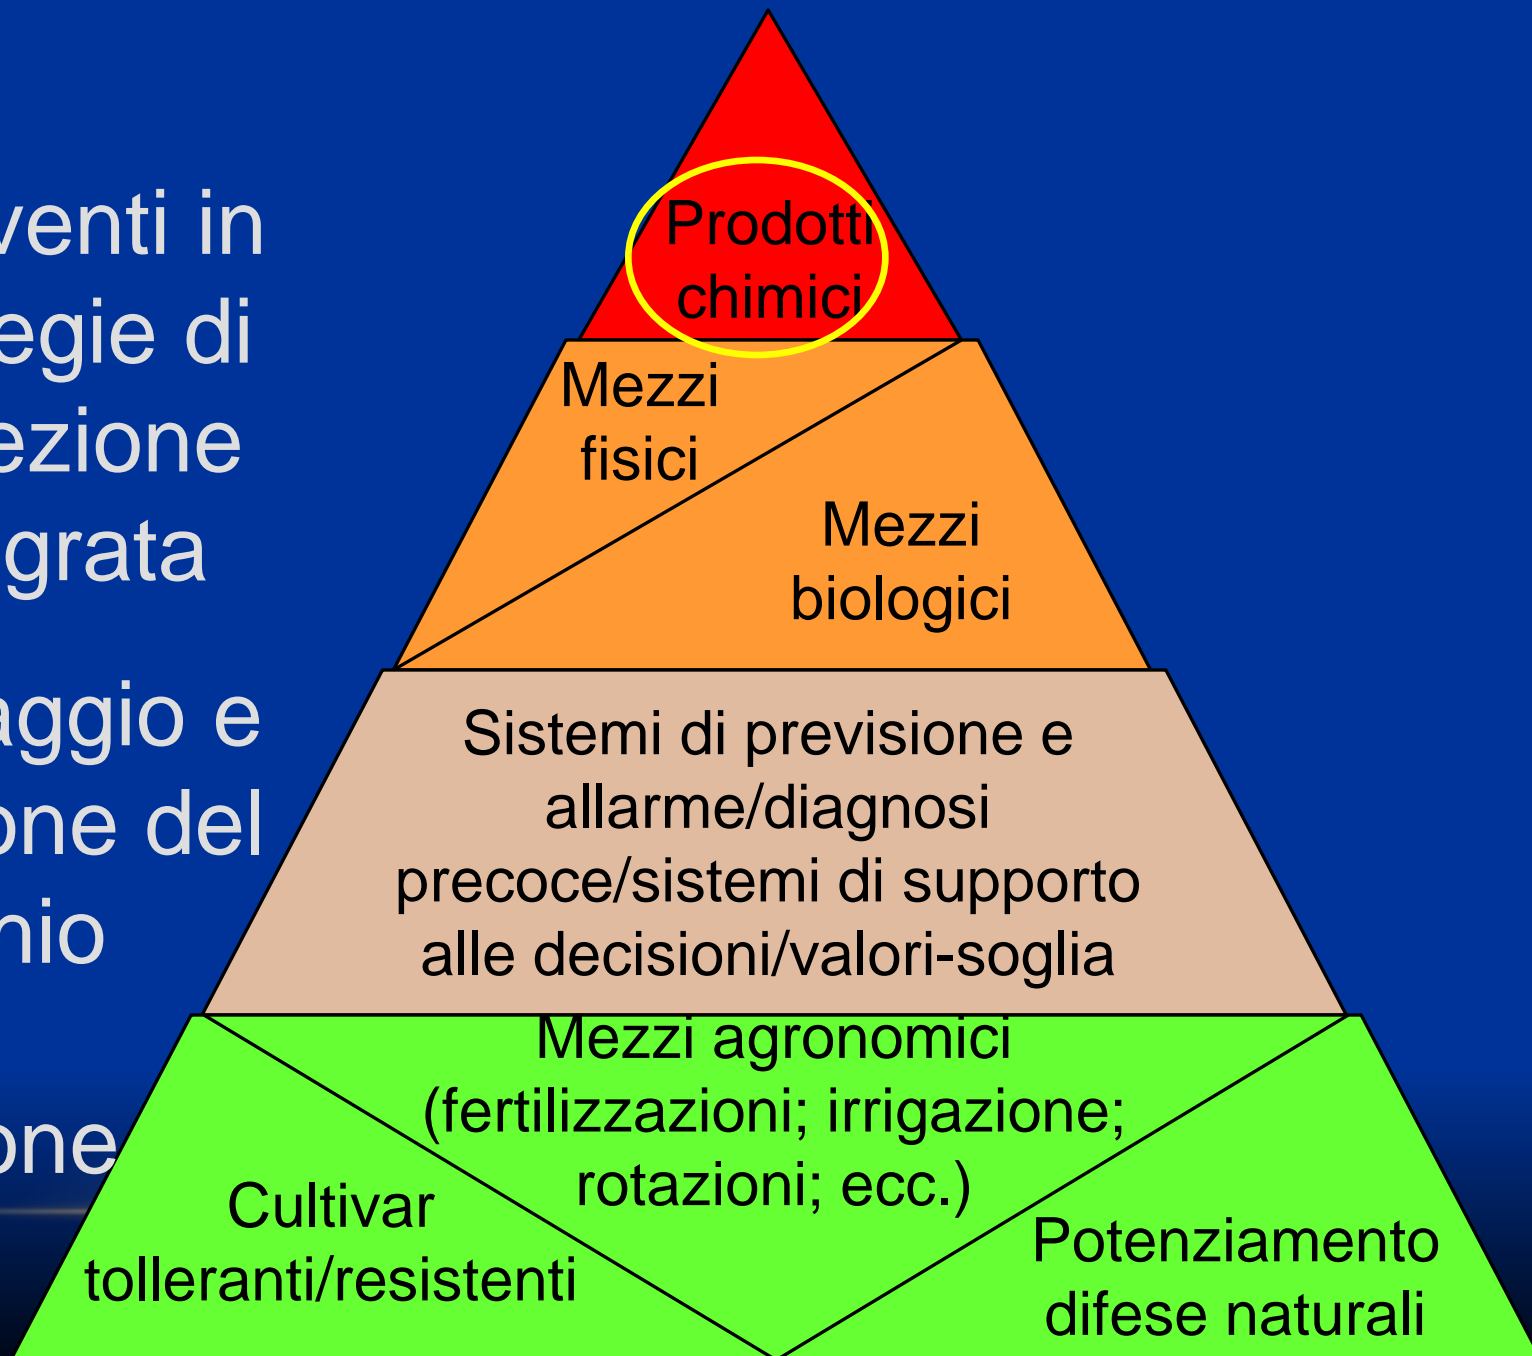 venti in
egie di
ezione
grata
aggio e
one del
nio
one
Prodotti
chimici
Mezzi
fisici
Mezzi
biologici
Sistemi di previsione e
allarme/diagnosi
precoce/sistemi di supporto
alle decisioni/valori-soglia
Mezzi agronomici
(fertilizzazioni; irrigazione;
rotazioni; ecc.)
Cultivar
tolleranti/resistenti
Potenziamento
difese naturali